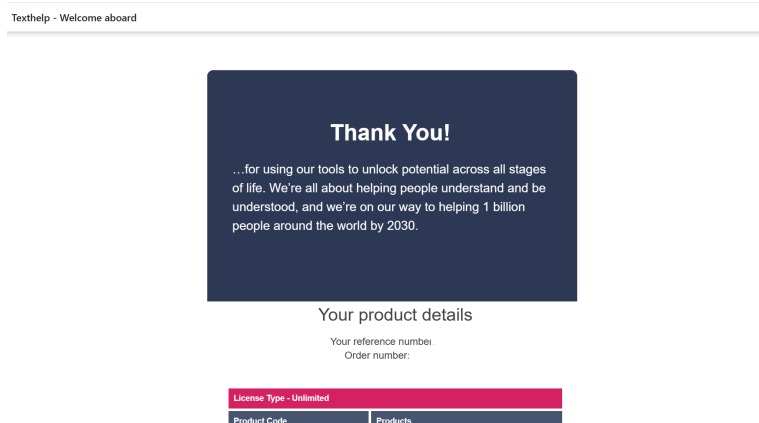 Texthelp - Welcome aboard
Thank You!
…for using our tools to unlock potential across all stages
of life. We’re all about helping people understand and be
understood, and we’re on our way to helping 1 billion
people around the world by 2030.
Your product details
Your reference number
Order number:
License Type - Unlimited
Product Code Products